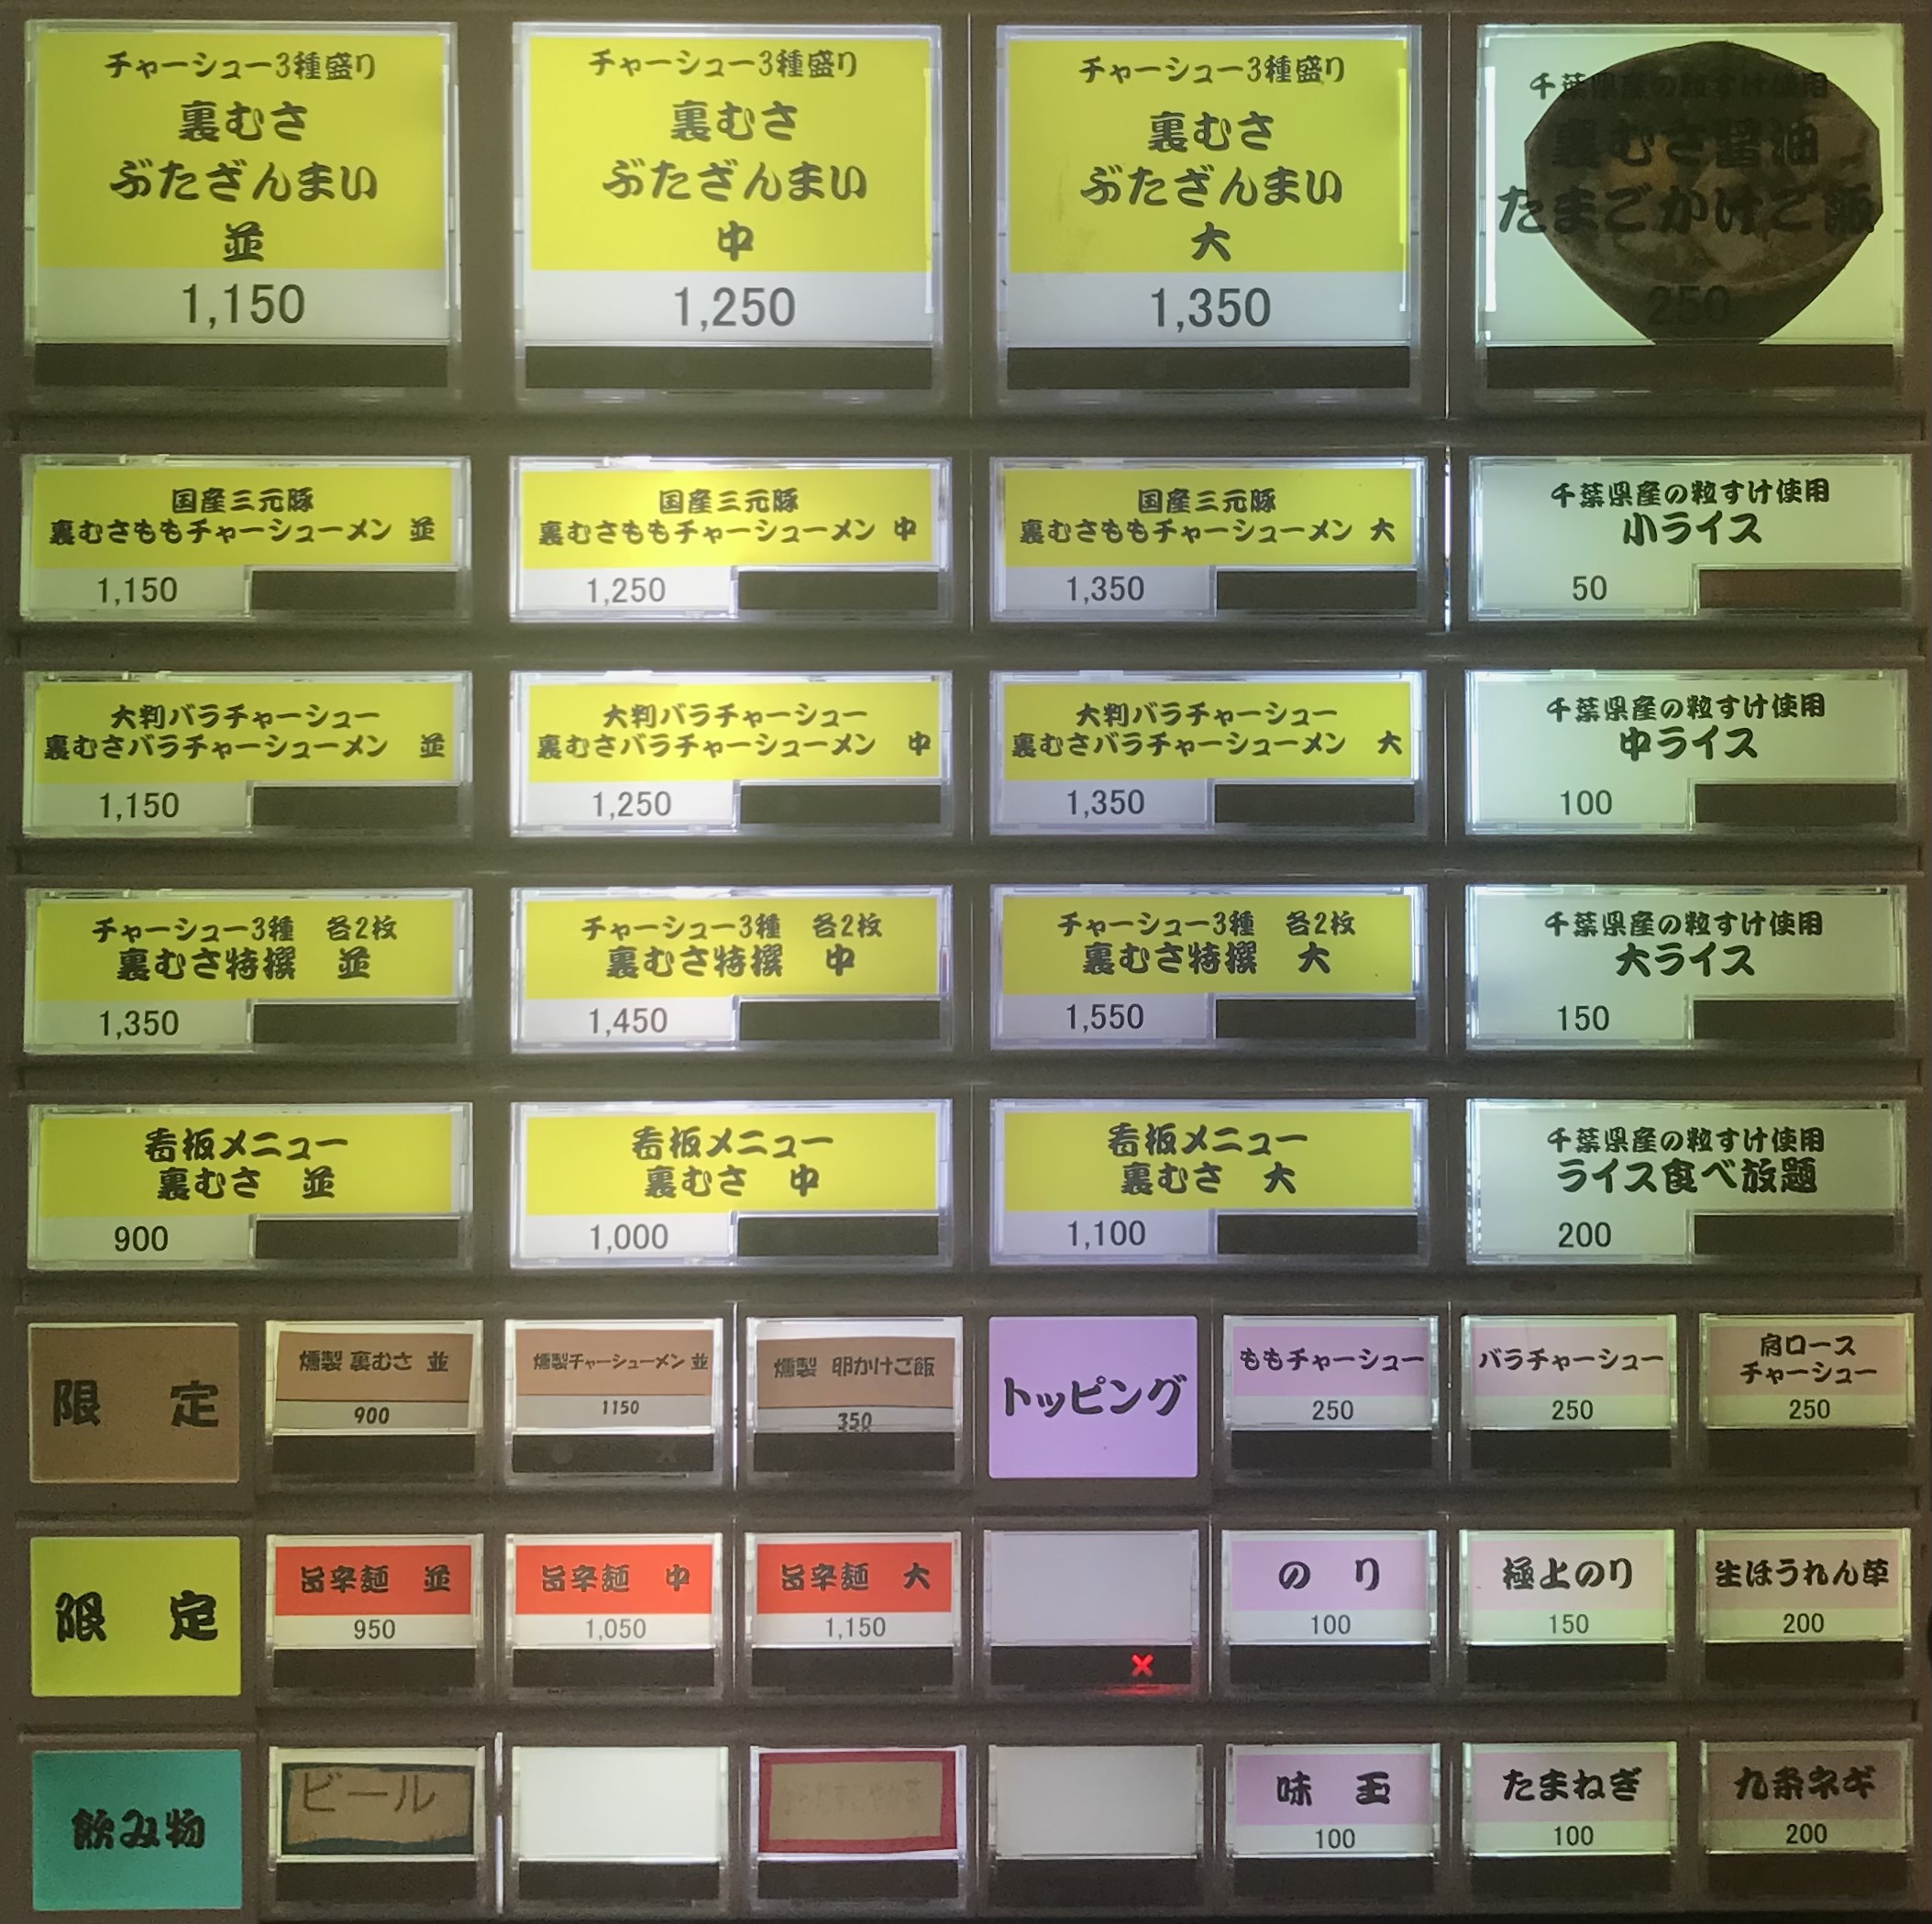 チャーシュー3種盛り
裏むさ
ぶたざんまい
並
1,150
チャーシュー3種盛り
裏むさ
ぶたざんまい
中
1,250
チャーシュー3種盛り
裏むさ
ぶたざんまい
大
1,350
千葉県産の粒すけ使用
裏むさ醤油
たまごかけご飯
250
国産三元豚
裏むさももチャーシューメン 並
1,150
国産三元豚
裏むさももチャーシューメン 中
1,250
国産三元豚
裏むさももチャーシューメン 大
1,350
千葉県産の粒すけ使用
小ライス
50
大判バラチャーシュー
裏むさバラチャーシューメン 並
1,150
大判バラチャーシュー
裏むさバラチャーシューメン 中
1,250
大判バラチャーシュー
裏むさバラチャーシューメン 大
1,350
千葉県産の粒すけ使用
中ライス
100
チャーシュー3種 各2枚
裏むさ特撰 並
1,350
チャーシュー3種 各2枚
裏むさ特撰 中
1,450
チャーシュー3種 各2枚
裏むさ特撰 大
1,550
千葉県産の粒すけ使用
大ライス
150
看板メニュー
裏むさ 並
900
看板メニュー
裏むさ 中
1,000
看板メニュー
裏むさ 大
1,100
千葉県産の粒すけ使用
ライス食べ放題
200
限 定
燻製 裏むさ 並
900
燻製チャーシューメン 並
1150
燻製 卵かけご飯
350
トッピング
ももチャーシュー
250
バラチャーシュー
250
肩ロース
チャーシュー
250
限 定
旨辛麺 並
950
旨辛麺 中
1,050
旨辛麺 大
1,150
の り
100
極上のり
150
生ほうれん草
200
飲み物
ビール
味 玉
100
たまねぎ
100
九条ネギ
200